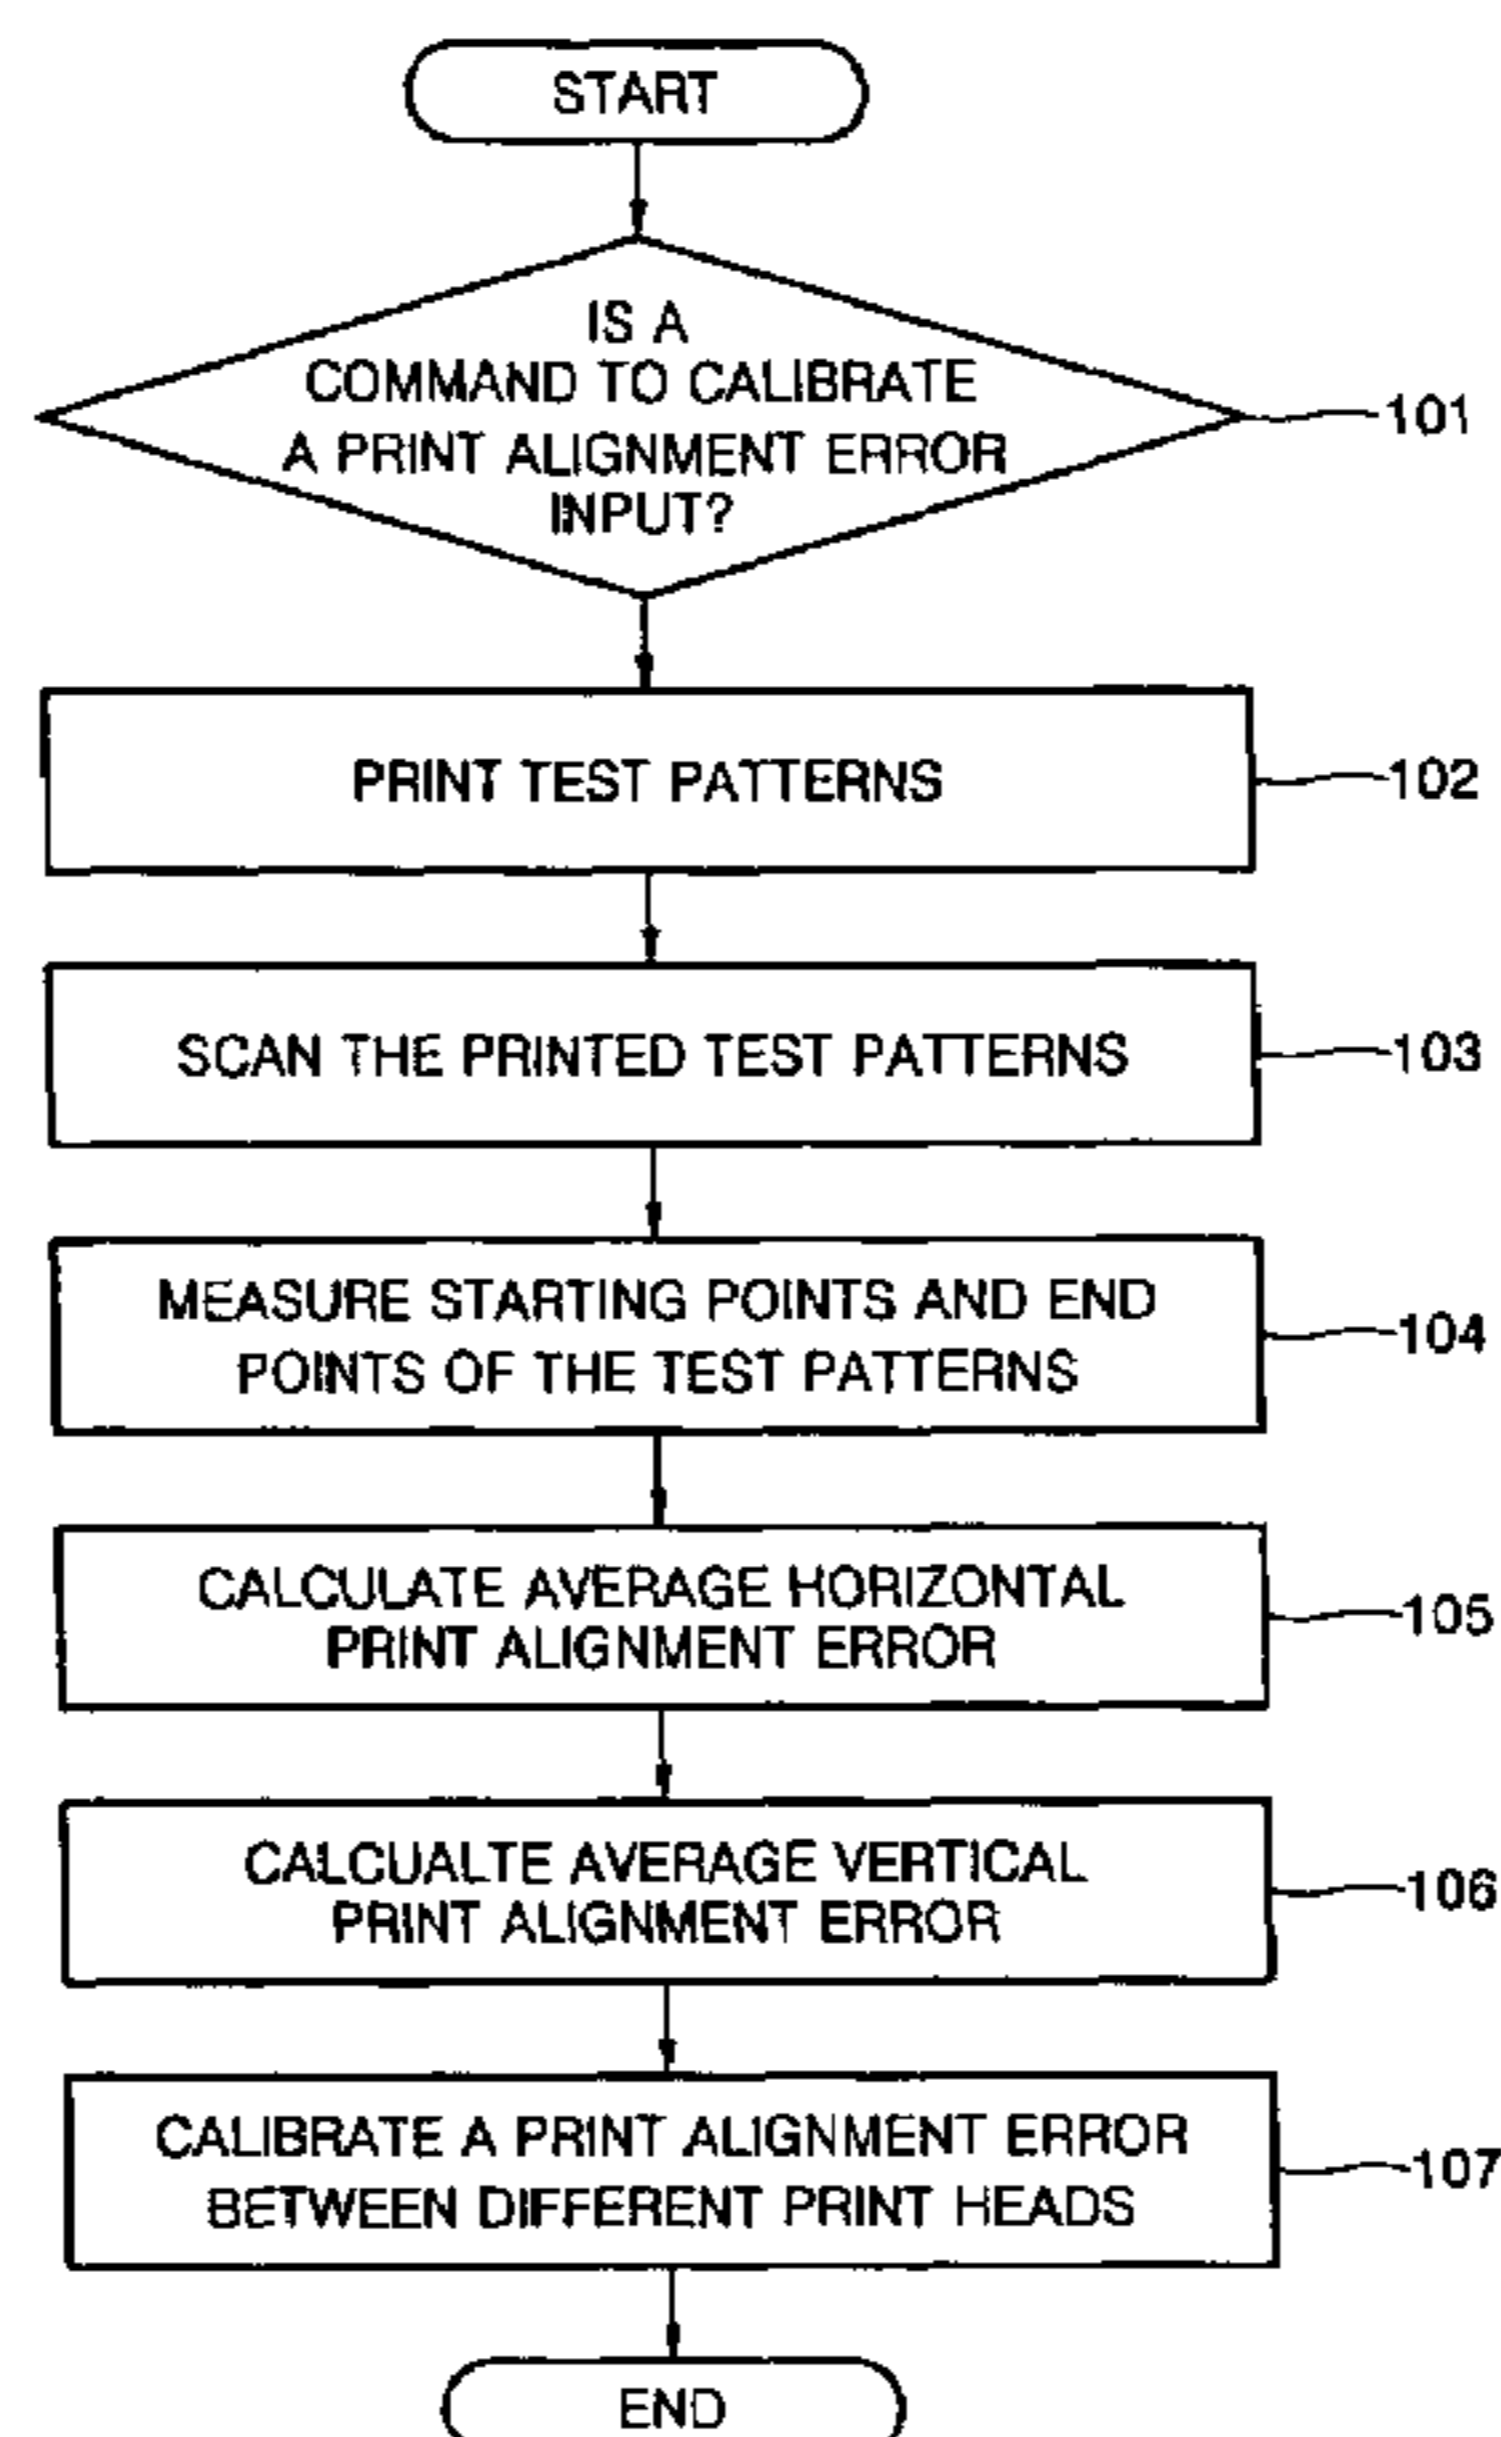 START
IS A
COMMAND TO CALIBRATE
A PRINT ALIGNMENT ERROR
INPUT?
101
PRINT TEST PATTERNS
102
SCAN THE PRINTED TEST PATTERNS
103
MEASURE STARTING POINTS AND END
POINTS OF THE TEST PATTERNS
104
CALCULATE AVERAGE HORIZONTAL
PRINT ALIGNMENT ERROR
105
CALCUALTE AVERAGE VERTICAL
PRINT ALIGNMENT ERROR
106
CALIBRATE A PRINT ALIGNMENT ERROR
BETWEEN DIFFERENT PRINT HEADS
107
END